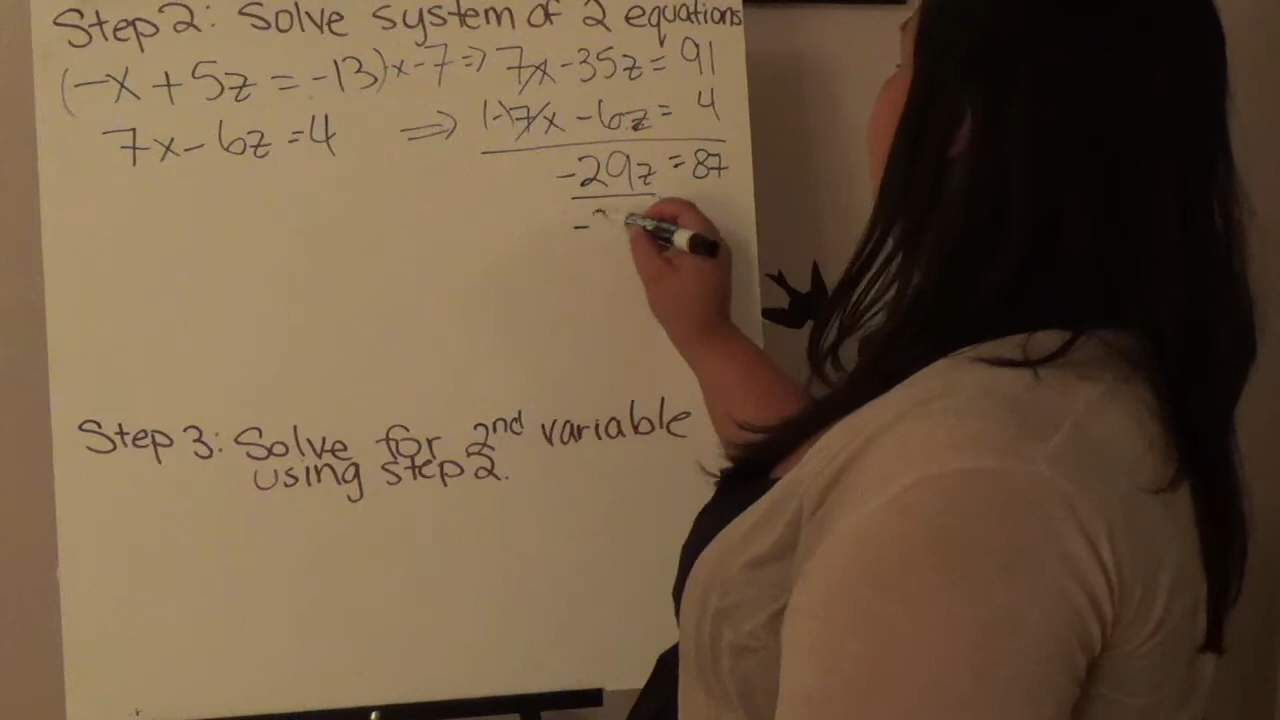 Step 2: Solve system of 2 equations
(-x + 5z = -13) x -7 => 7x - 35z = 91
7x - 6z = 4 => (-) 7x - 6z = 4
-29z = 87
-
Step 3: Solve for 2nd variable
using step 2.